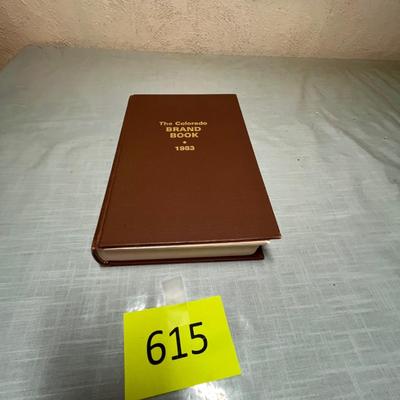 The Colorado
BRAND
BOOK
1983
615